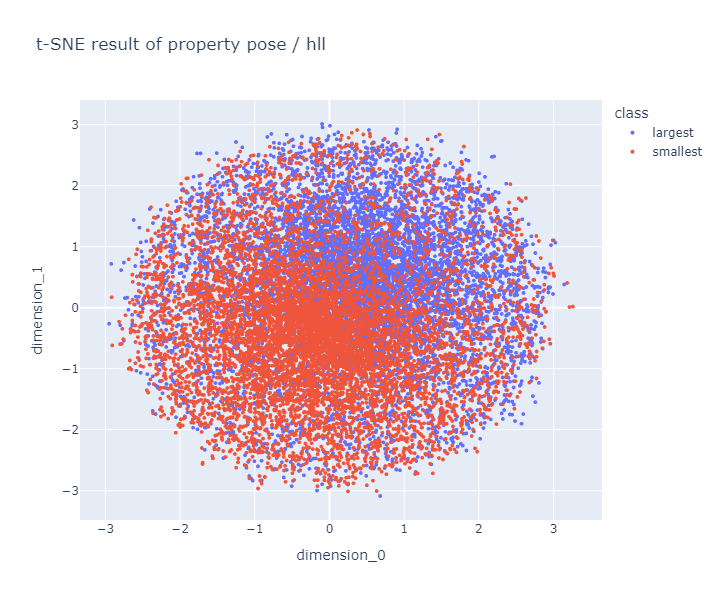 t-SNE result of property pose / hll
class
largest
smallest
3
2
1
0
−1
−2
−3
dimension_1
−3
−2
−1
0
1
2
3
dimension_0